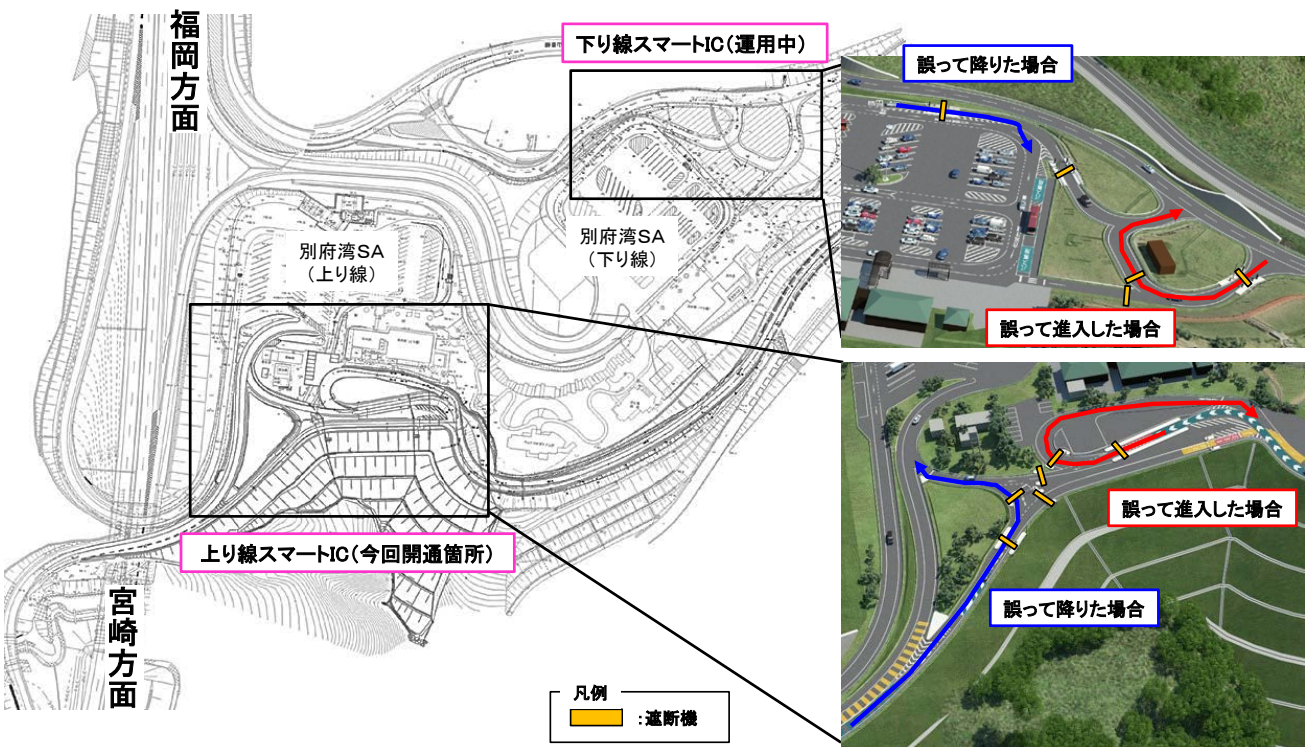 福岡方面
下り線スマートIC(運用中)
誤って降りた場合
別府湾SA
(上り線)
別府湾SA
(下り線)
誤って進入した場合
上り線スマートIC(今回開通箇所)
誤って進入した場合
誤って降りた場合
宮崎方面
凡例
:遮断機